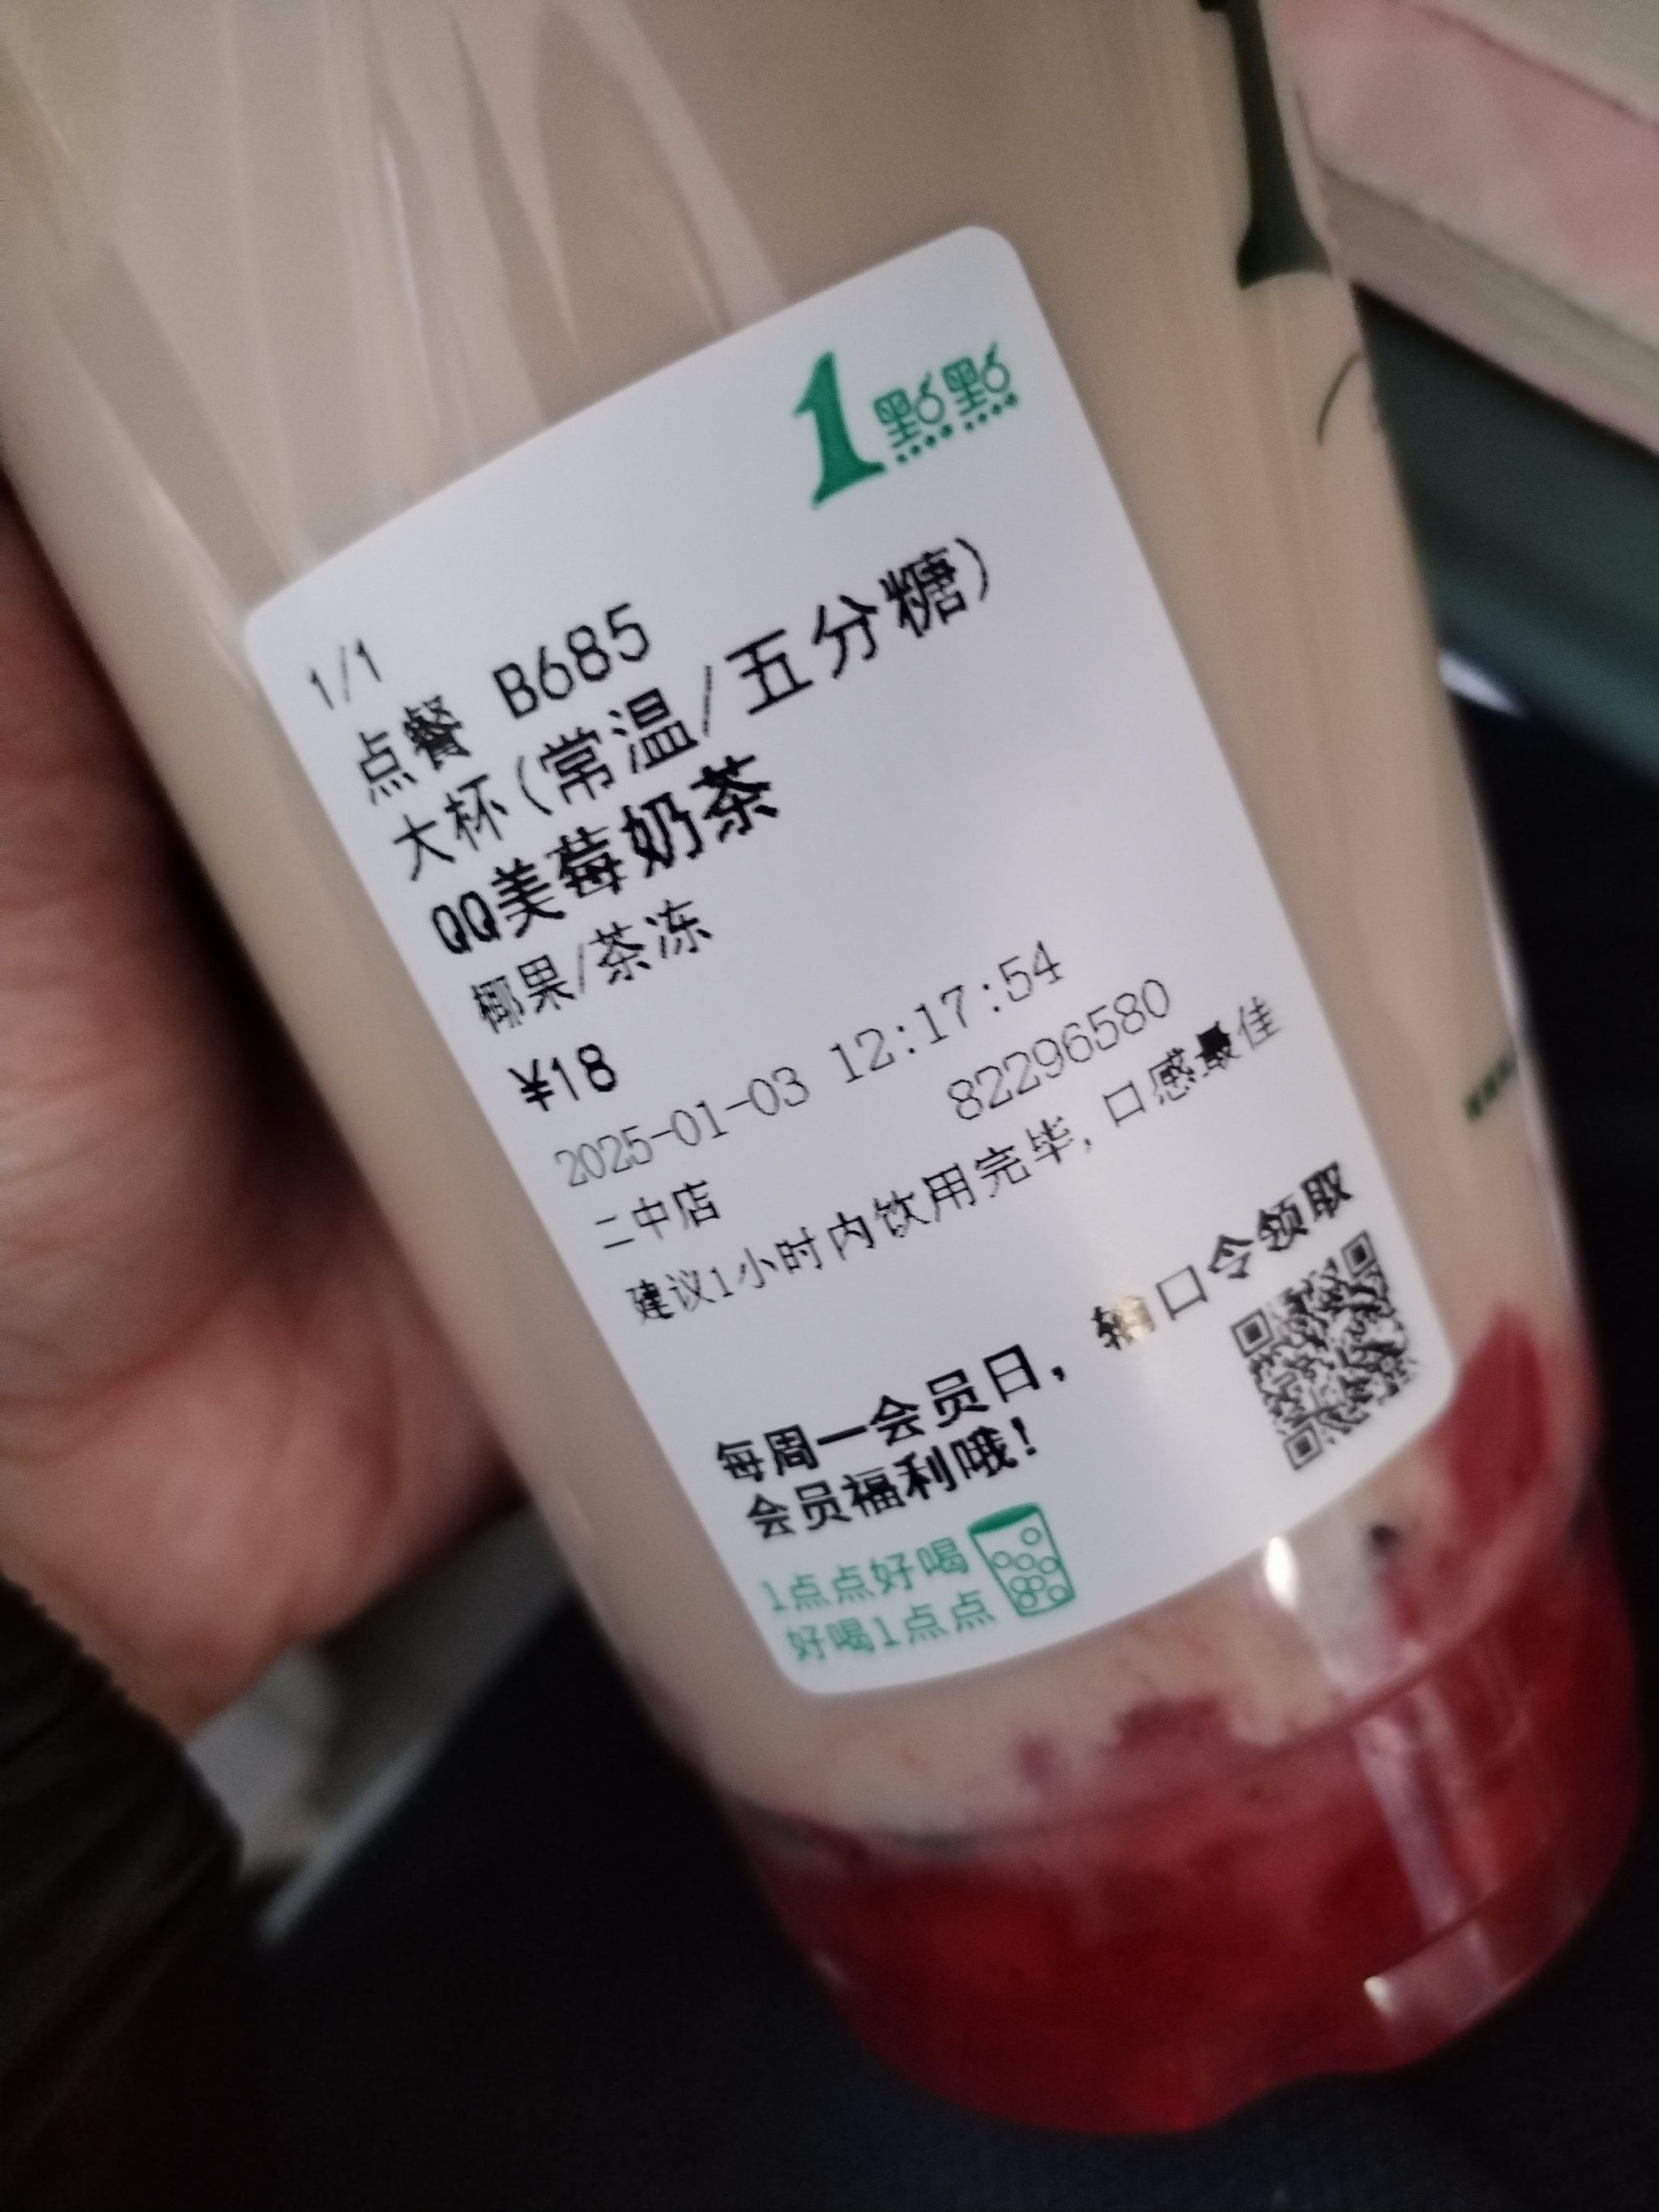 1點點
1/1
点餐 B685
大杯(常温/五分糖)
QQ美莓奶茶
椰果/茶冻
¥18
2025-01-03 12:17:54
二中店 82296580
建议1小时内饮用完毕, 口感最佳
每周一会员日, 输口令领取
会员福利哦!
1点点好喝
好喝1点点